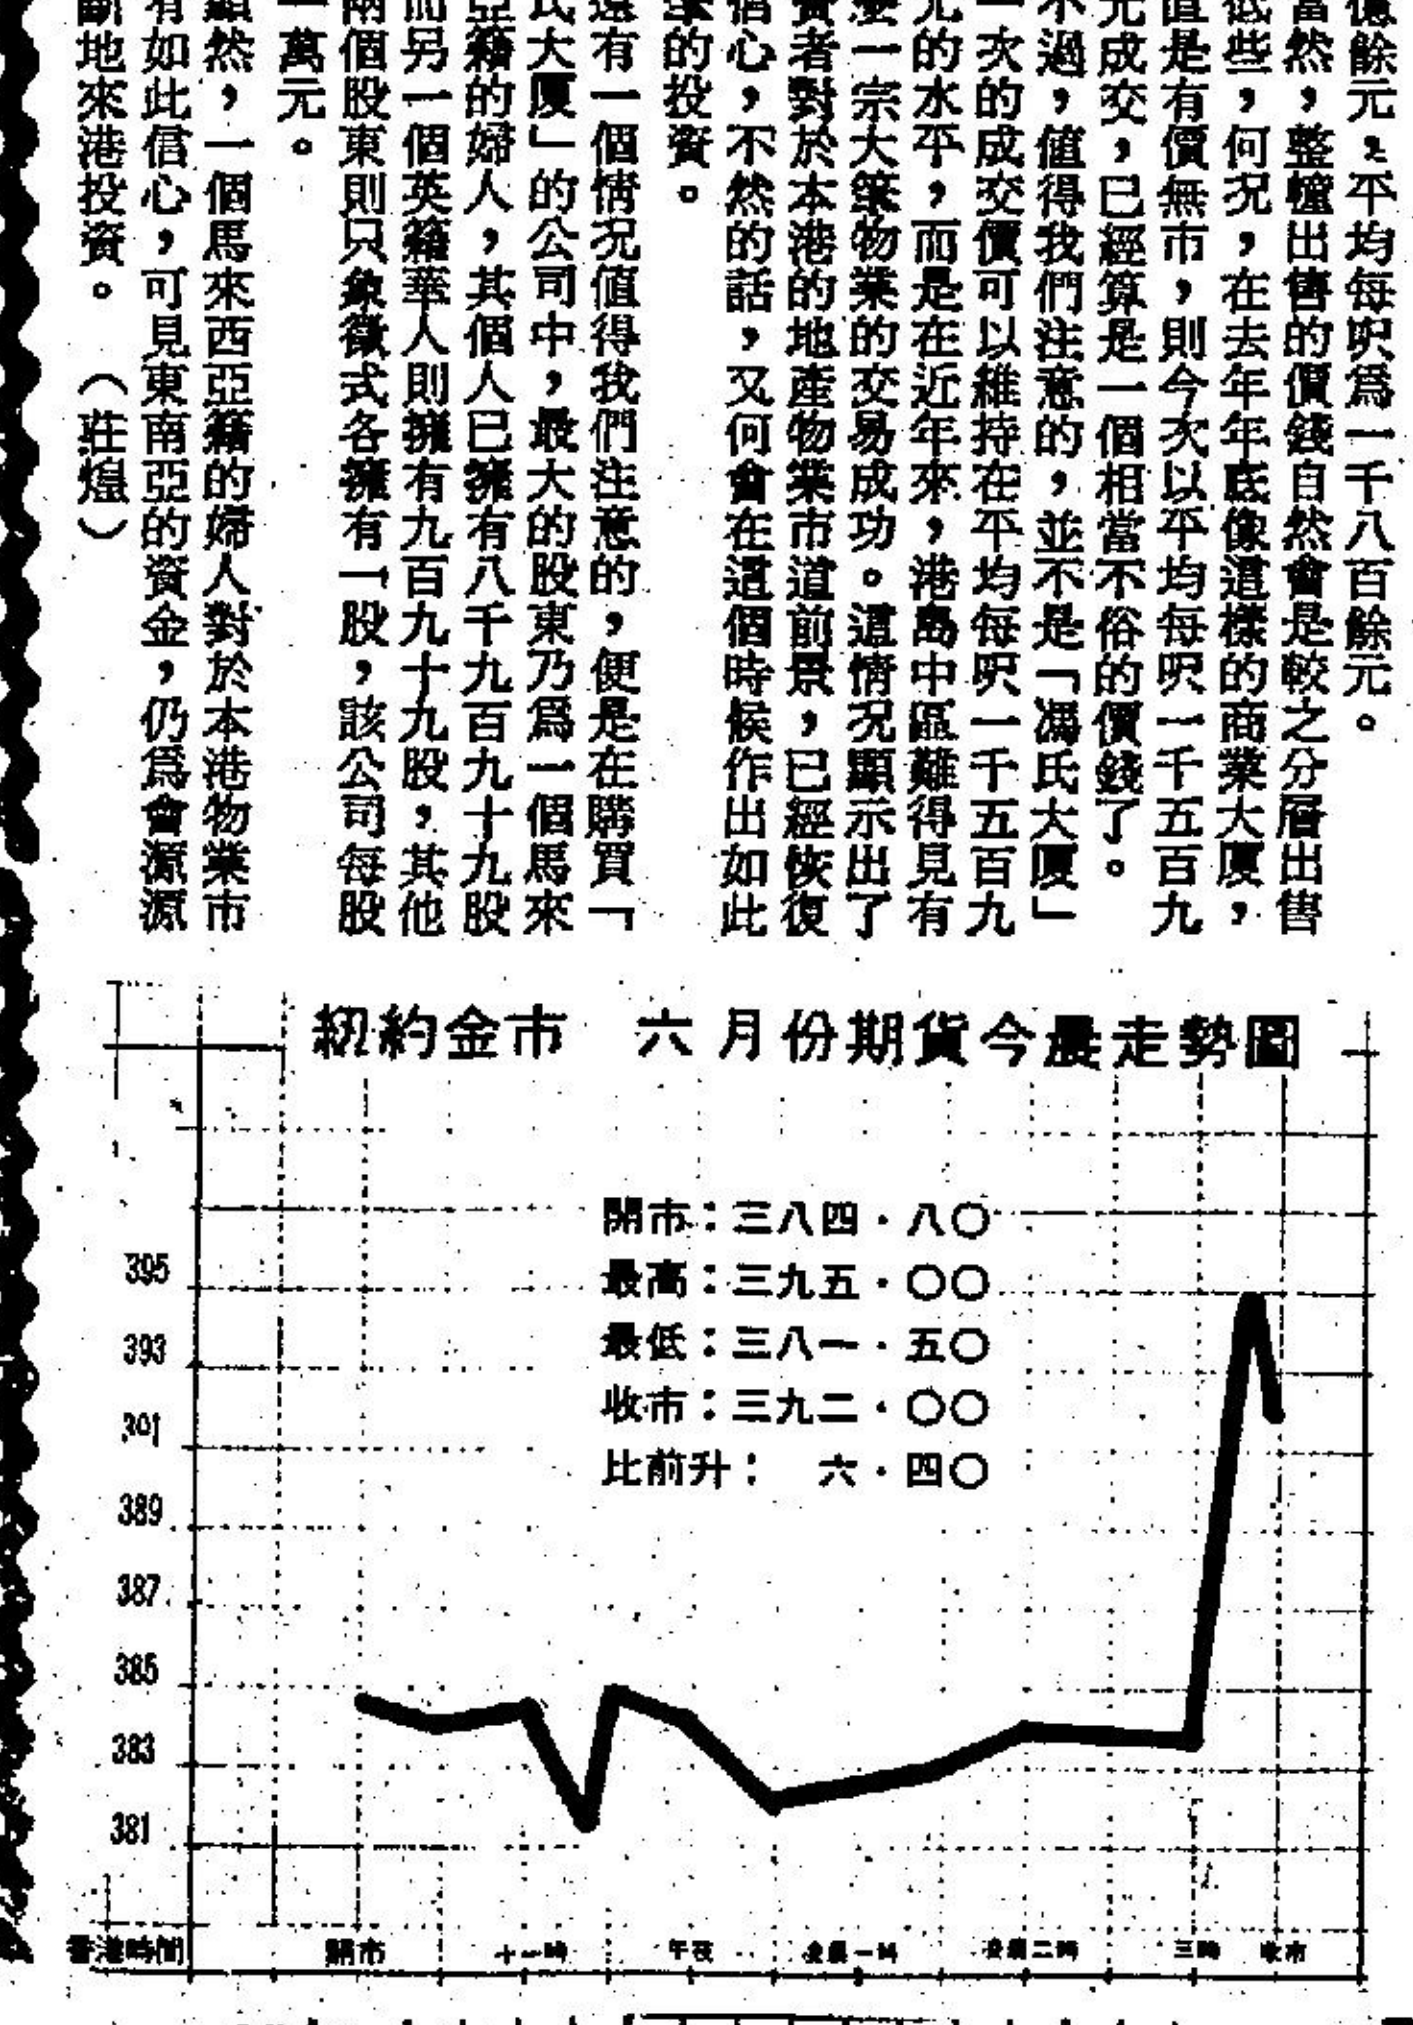 億餘元，平均每呎爲一千八百餘元。
當然，整幢出售的價錢自然會是較之分層出售
低些，何況，在去年年底像這樣的商業大廈，
直是有價無市，則今次以平均每呎一千五百九
元成交，已經算是一個相當不俗的價錢了。
不過，値得我們注意的，並不是「馮氏大廈」
一次的成交價可以維持在平均每呎一千五百九
元的水平，而是在近年來，港島中區難得見有
麼一宗大筆物業的交易成功。這情況顯示出了
資者對於本港的地產物業市道前景，已經恢復
信心，不然的話，又何會在這個時候作出如此
筆的投資。
還有一個情况値得我們注意的，便是在購買「
氏大厦」的公司中，最大的股東乃爲一個馬來
亞籍的婦人，其個人已擁有八千九百九十九股
而另一個英籍華人則擁有九百九十九股，其他
兩個股東則只象徵式各擁有一股，該公司每股
一萬元。
顯然，一個馬來西亞籍的婦人對於本港物業市
有如此信心，可見東南亞的資金，仍爲會源源
斷地來港投資。（莊煌）
紐約金市 六月份期貨今晨走勢圖
開市：三八四·八〇
最高：三九五·〇〇
最低：三八一·五〇
收市：三九二·〇〇
比前升： 六·四〇
395
393
391
389
387
385
383
381
香港時間 開市 十一時 午夜 凌晨一時 凌晨二時 三時 收市